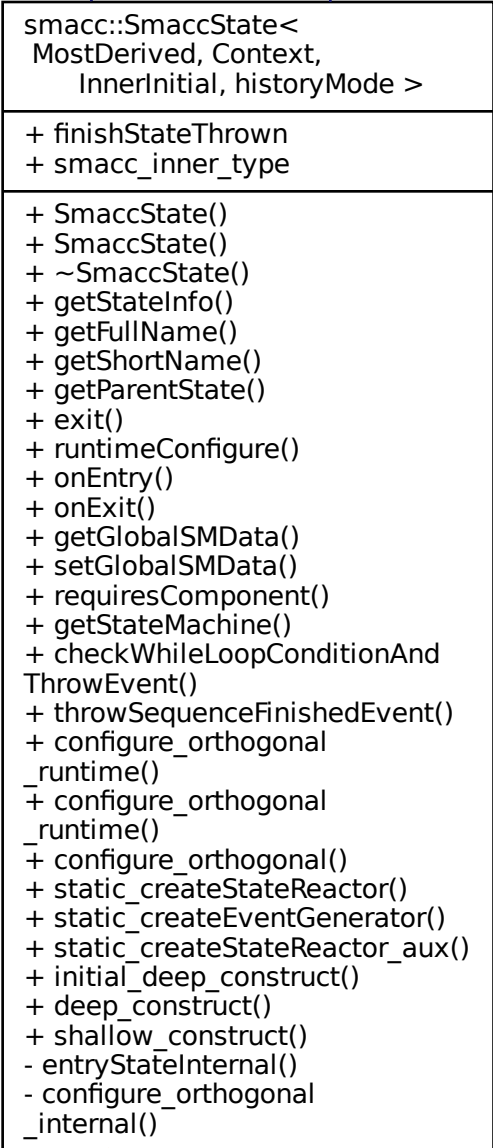 smacc::SmaccState<
MostDerived, Context,
InnerInitial, historyMode >
+ finishStateThrown
+ smacc_inner_type
+ SmaccState()
+ SmaccState()
+ ~SmaccState()
+ getStateInfo()
+ getFullName()
+ getShortName()
+ getParentState()
+ exit()
+ runtimeConfigure()
+ onEntry()
+ onExit()
+ getGlobalSMData()
+ setGlobalSMData()
+ requiresComponent()
+ getStateMachine()
+ checkWhileLoopConditionAnd
ThrowEvent()
+ throwSequenceFinishedEvent()
+ configure_orthogonal
_runtime()
+ configure_orthogonal
_runtime()
+ configure_orthogonal()
+ static_createStateReactor()
+ static_createEventGenerator()
+ static_createStateReactor_aux()
+ initial_deep_construct()
+ deep_construct()
+ shallow_construct()
- entryStateInternal()
- configure_orthogonal
_internal()